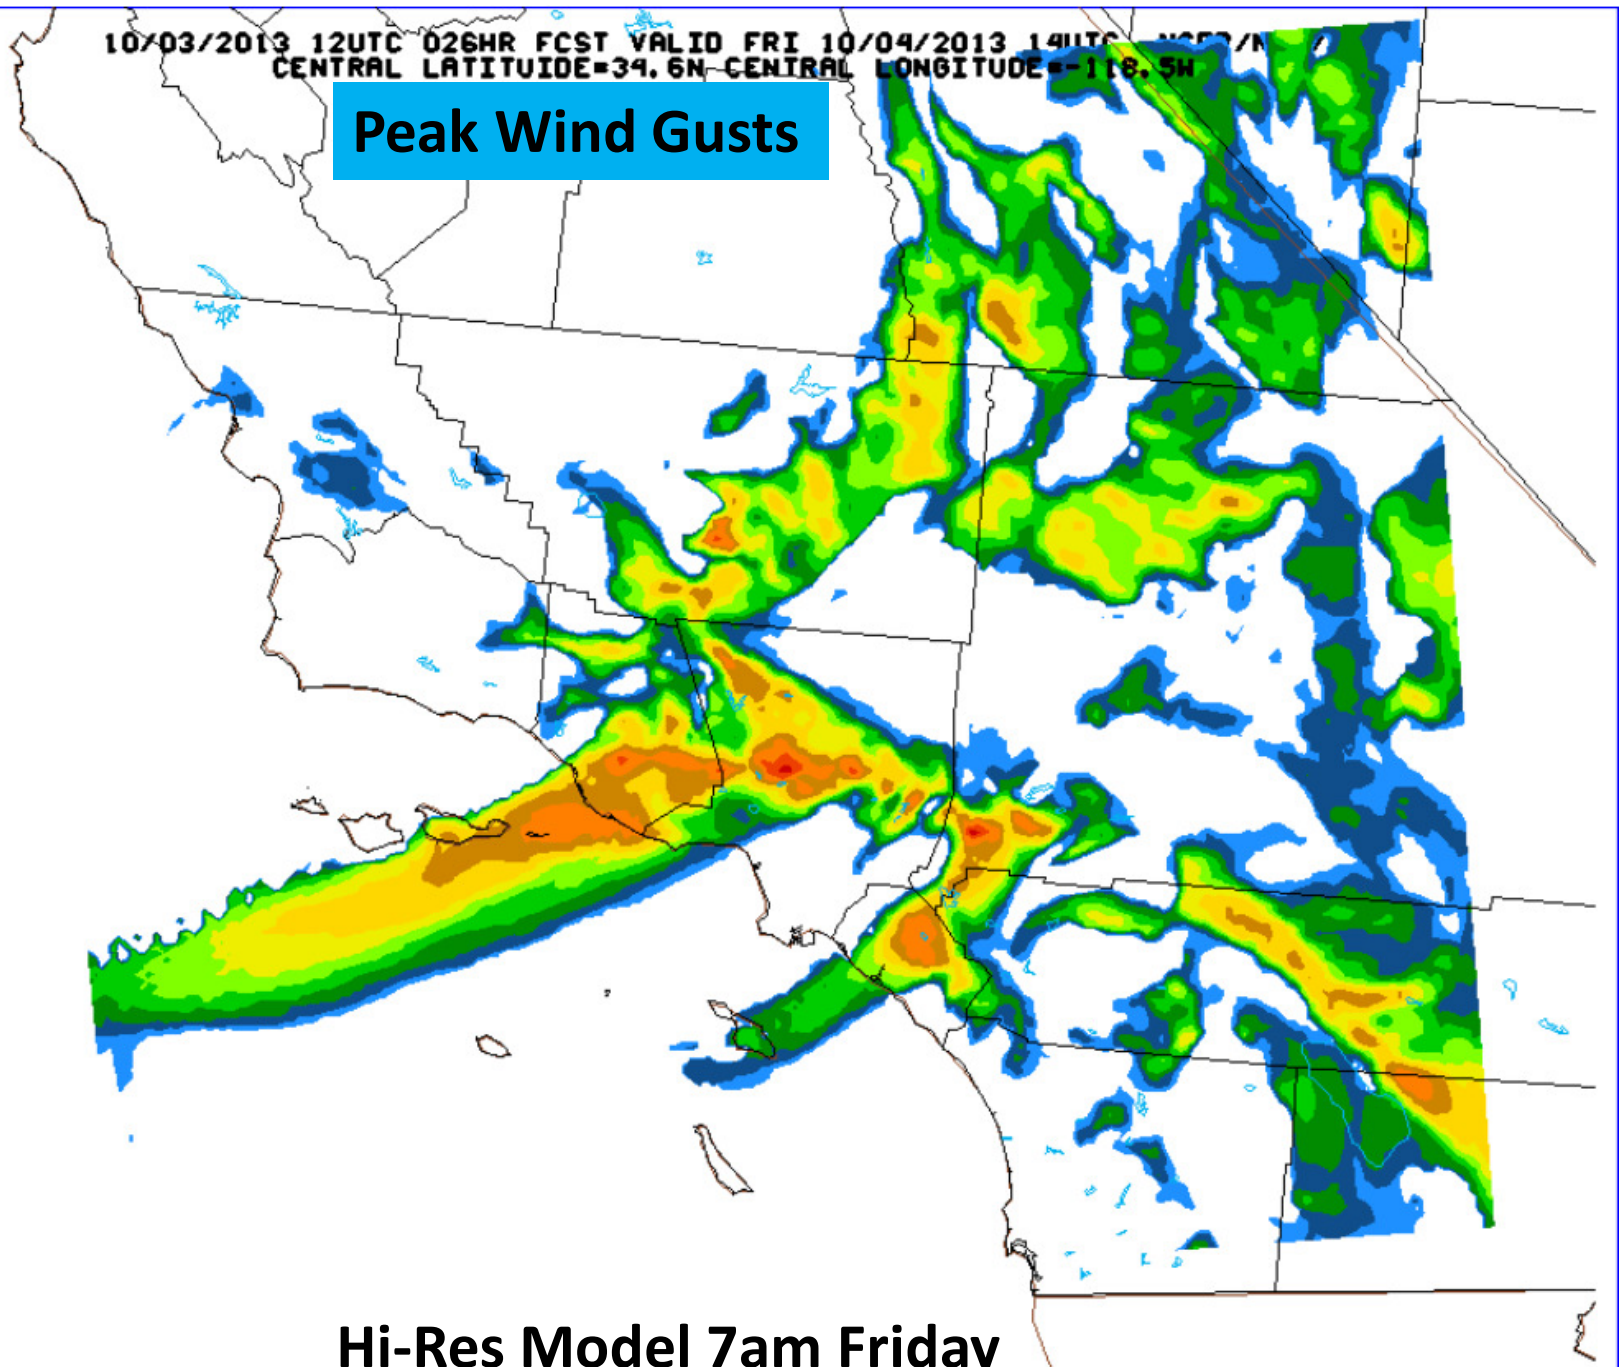 10/03/2013 12UTC 026HR FCST VALID FRI 10/04/2013 14UTC
CENTRAL LATITUIDE=34.6N CENTRAL LONGITUDE=-118.5W
Peak Wind Gusts
Hi-Res Model 7am Friday